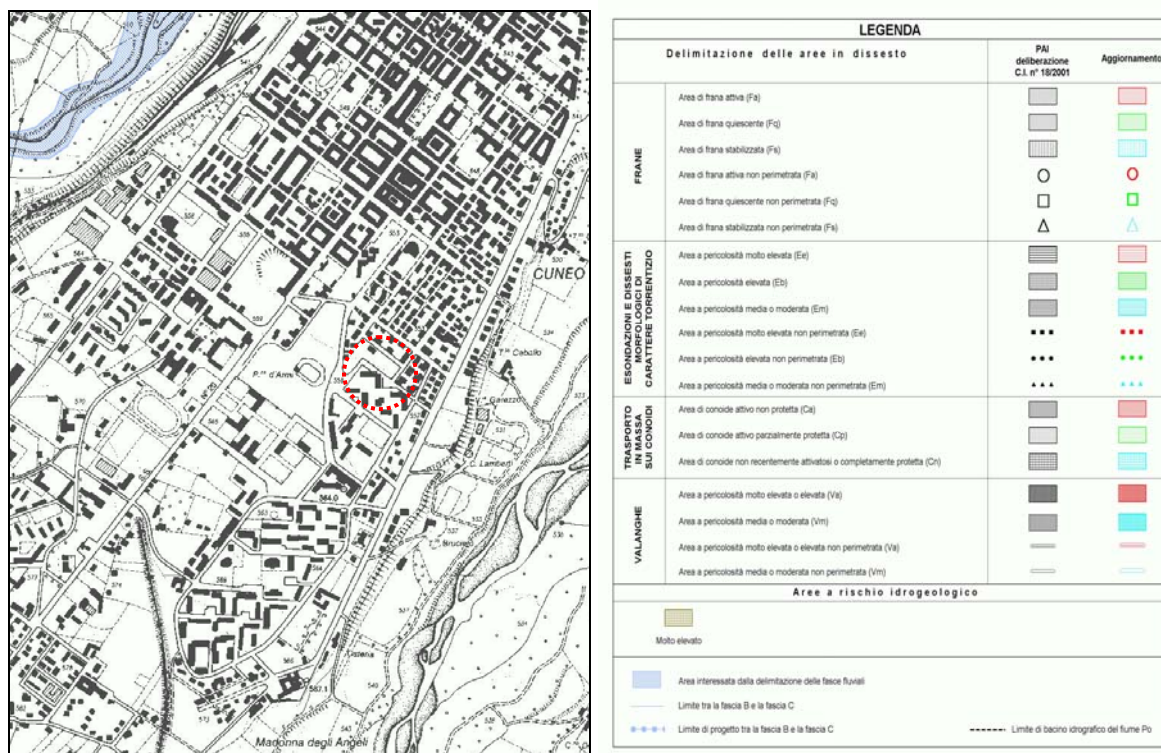 CUNEO
T.to Caballo
P.zza d'Armi
N° 20
C. Lamberti
564.0
Cisterna
567.1
Madonna degli Angeli
LEGENDA
Delimitazione delle aree in dissesto
PAI deliberazione C.I. n° 18/2001
Aggiornamento
FRANE
Area di frana attiva (Fa)
Area di frana quiescente (Fq)
Area di frana stabilizzata (Fs)
Area di frana attiva non perimetrata (Fa)
Area di frana quiescente non perimetrata (Fq)
Area di frana stabilizzata non perimetrata (Fs)
ESONDAZIONI E DISSESTI MORFOLOGICI DI CARATTERE TORRENTIZIO
Area a pericolosità molto elevata (Ee)
Area a pericolosità elevata (Eb)
Area a pericolosità media o moderata (Em)
Area a pericolosità molto elevata non perimetrata (Ee)
Area a pericolosità elevata non perimetrata (Eb)
Area a pericolosità media o moderata non perimetrata (Em)
TRASPORTO IN MASSA SUI CONOIDI
Area di conoide attivo non protetta (Ca)
Area di conoide attivo parzialmente protetta (Cp)
Area di conoide non recentemente attivatosi o completamente protetta (Cn)
VALANGHE
Area a pericolosità molto elevata o elevata (Va)
Area a pericolosità media o moderata (Vm)
Area a pericolosità molto elevata o elevata non perimetrata (Va)
Area a pericolosità media o moderata non perimetrata (Vm)
Aree a rischio idrogeologico
Molto elevato
Area interessata dalla delimitazione delle fasce fluviali
Limite tra la fascia B e la fascia C
Limite di progetto tra la fascia B e la fascia C
Limite di bacino idrografico del fiume Po